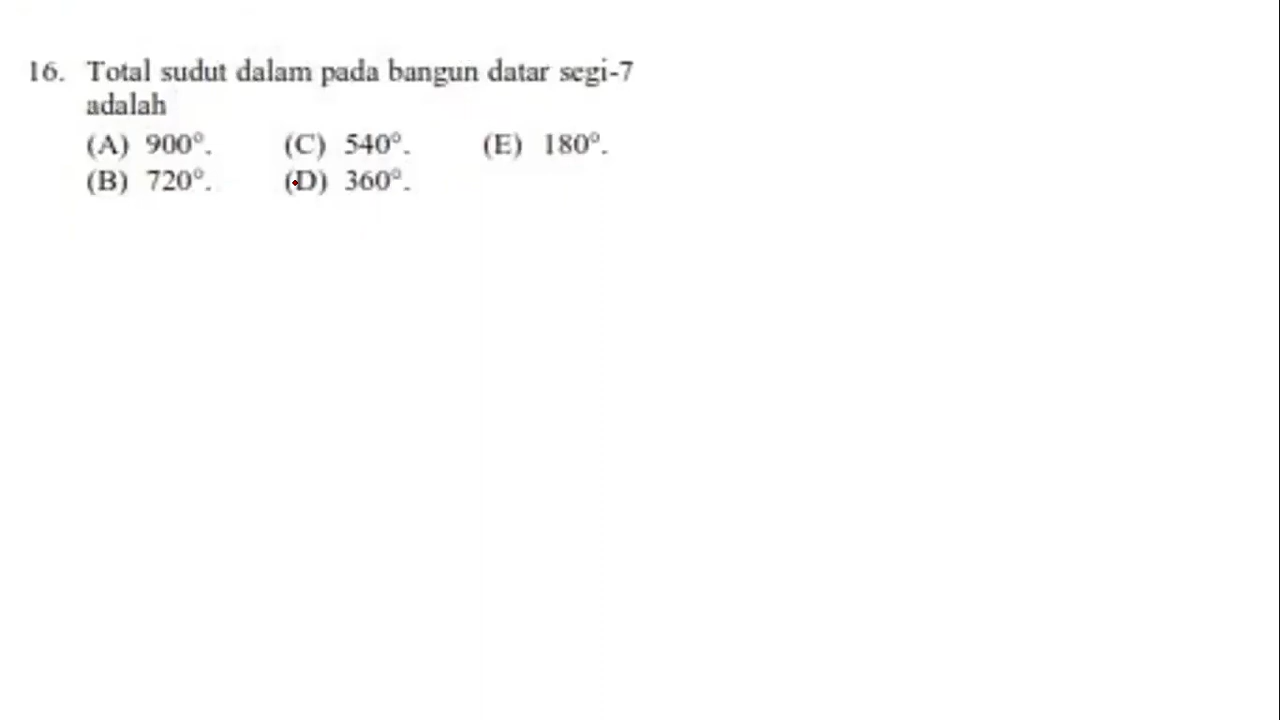 16. Total sudut dalam pada bangun datar segi-7
adalah
(A) 900°. (C) 540°. (E) 180°.
(B) 720°. (D) 360°.